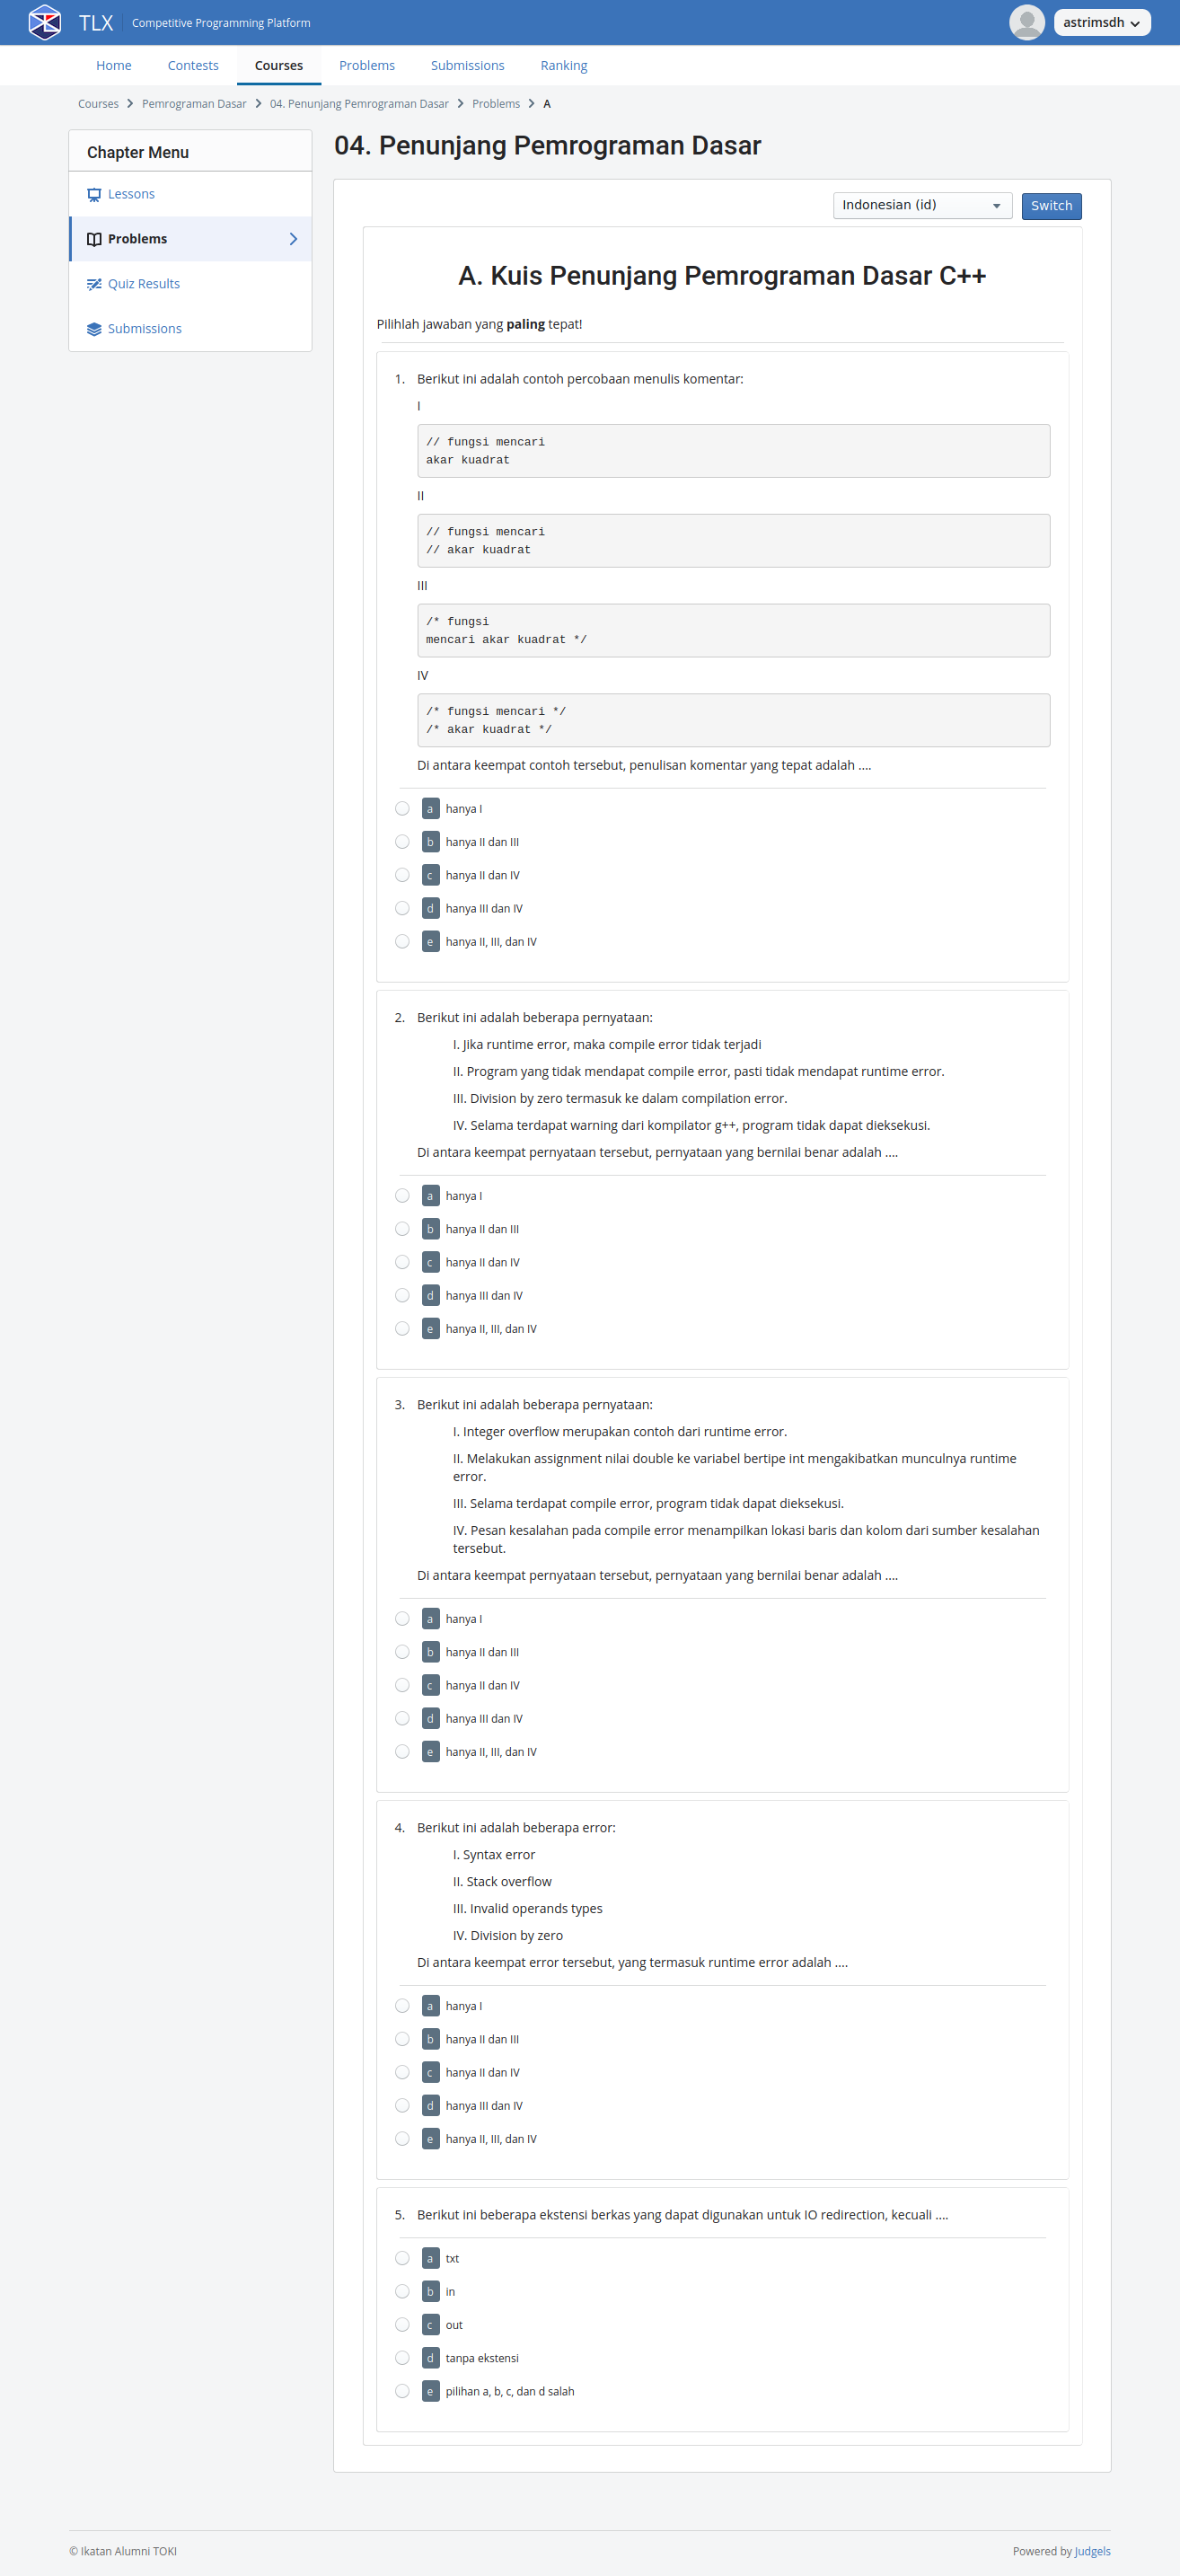 TLX Competitive Programming Platform
astrimsdh
Home Contests Courses Problems Submissions Ranking
Courses Pemrograman Dasar 04. Penunjang Pemrograman Dasar Problems A
Chapter Menu
Lessons
Problems
Quiz Results
Submissions
04. Penunjang Pemrograman Dasar
Indonesian (id) Switch
A. Kuis Penunjang Pemrograman Dasar C++
Pilihlah jawaban yang paling tepat!
1. Berikut ini adalah contoh percobaan menulis komentar:
I
// fungsi mencari
akar kuadrat
II
// fungsi mencari
// akar kuadrat
III
/* fungsi
mencari akar kuadrat */
IV
/* fungsi mencari */
/* akar kuadrat */
Di antara keempat contoh tersebut, penulisan komentar yang tepat adalah ....
a hanya I
b hanya II dan III
c hanya II dan IV
d hanya III dan IV
e hanya II, III, dan IV
2. Berikut ini adalah beberapa pernyataan:
I. Jika runtime error, maka compile error tidak terjadi
II. Program yang tidak mendapat compile error, pasti tidak mendapat runtime error.
III. Division by zero termasuk ke dalam compilation error.
IV. Selama terdapat warning dari kompilator g++, program tidak dapat dieksekusi.
Di antara keempat pernyataan tersebut, pernyataan yang bernilai benar adalah ....
a hanya I
b hanya II dan III
c hanya II dan IV
d hanya III dan IV
e hanya II, III, dan IV
3. Berikut ini adalah beberapa pernyataan:
I. Integer overflow merupakan contoh dari runtime error.
II. Melakukan assignment nilai double ke variabel bertipe int mengakibatkan munculnya runtime
error.
III. Selama terdapat compile error, program tidak dapat dieksekusi.
IV. Pesan kesalahan pada compile error menampilkan lokasi baris dan kolom dari sumber kesalahan
tersebut.
Di antara keempat pernyataan tersebut, pernyataan yang bernilai benar adalah ....
a hanya I
b hanya II dan III
c hanya II dan IV
d hanya III dan IV
e hanya II, III, dan IV
4. Berikut ini adalah beberapa error:
I. Syntax error
II. Stack overflow
III. Invalid operands types
IV. Division by zero
Di antara keempat error tersebut, yang termasuk runtime error adalah ....
a hanya I
b hanya II dan III
c hanya II dan IV
d hanya III dan IV
e hanya II, III, dan IV
5. Berikut ini beberapa ekstensi berkas yang dapat digunakan untuk IO redirection, kecuali ....
a txt
b in
c out
d tanpa ekstensi
e pilihan a, b, c, dan d salah
© Ikatan Alumni TOKI
Powered by Judgels